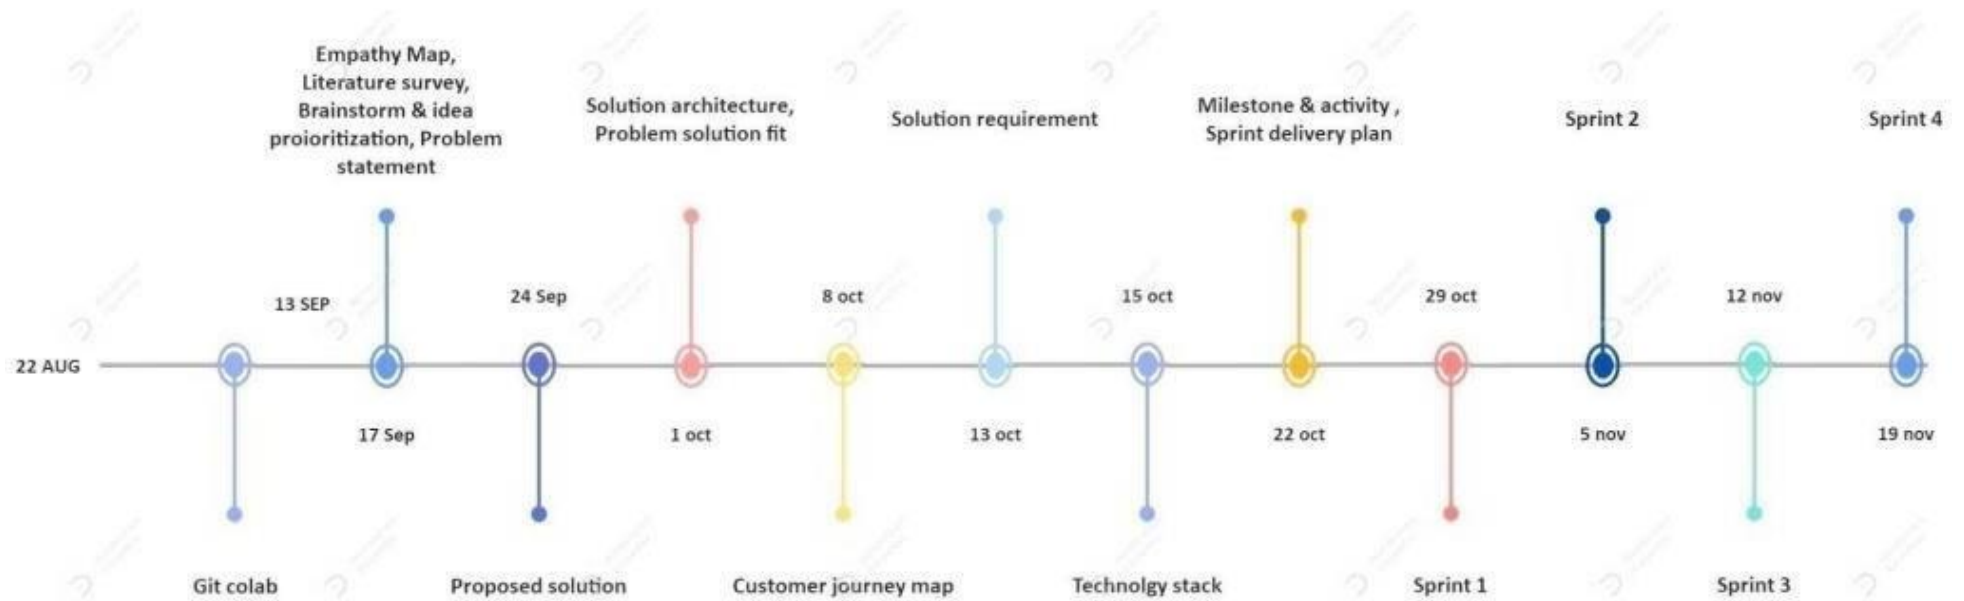 Empathy Map,
Literature survey,
Brainstorm & idea
proioritization, Problem
statement
Solution architecture,
Problem solution fit
Solution requirement
Milestone & activity ,
Sprint delivery plan
Sprint 2
Sprint 4
13 SEP
24 Sep
8 oct
15 oct
29 oct
12 nov
22 AUG
17 Sep
1 oct
13 oct
22 oct
5 nov
19 nov
Git colab
Proposed solution
Customer journey map
Technolgy stack
Sprint 1
Sprint 3